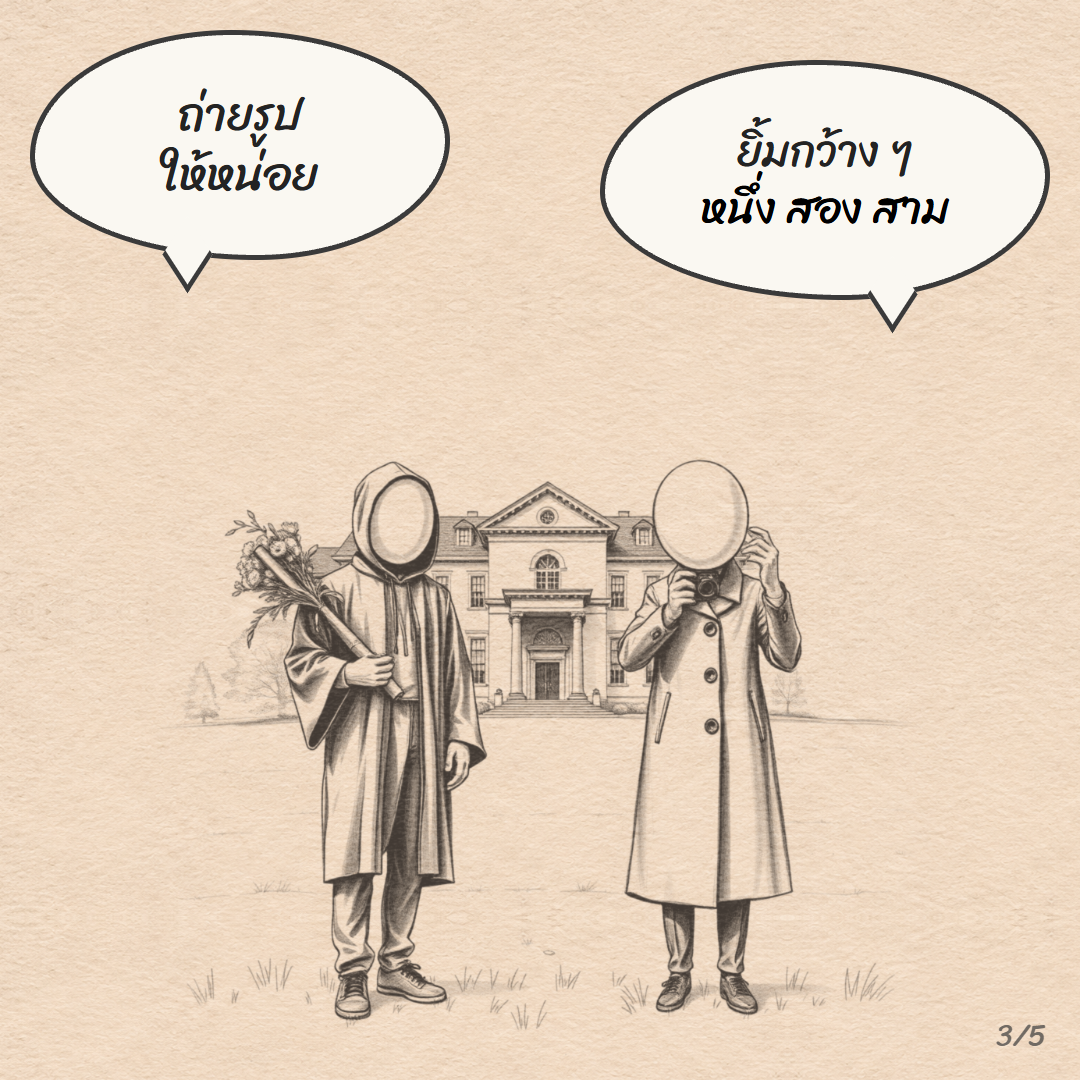 ถ่ายรูป
ให้หน่อย
ยิ้มกว้าง ๆ
หนึ่ง สอง สาม
3/5